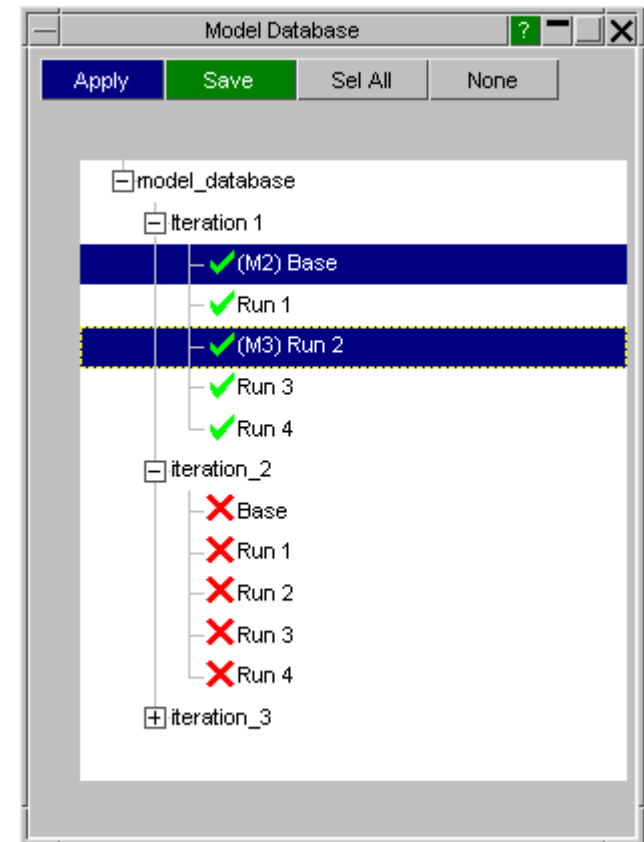 Model Database ?
Apply Save Sel All None
model_database
Iteration 1
(M2) Base
Run 1
(M3) Run 2
Run 3
Run 4
iteration_2
Base
Run 1
Run 2
Run 3
Run 4
iteration_3